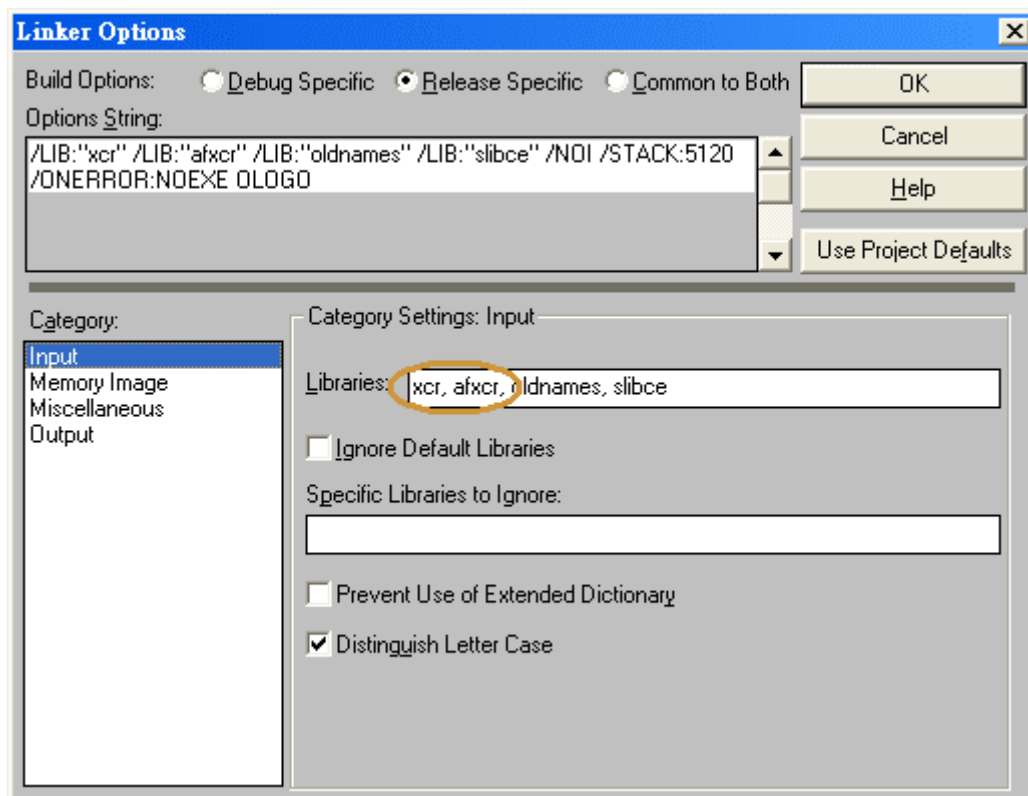 Linker Options
Build Options: Debug Specific Release Specific Common to Both
OK
Options String:
Cancel
/LIB:"xcr" /LIB:"afxcr" /LIB:"oldnames" /LIB:"slibce" /NOI /STACK:5120
/ONERROR:NOEXE OLOGO
Help
Use Project Defaults
Category:
Input
Memory Image
Miscellaneous
Output
Category Settings: Input
Libraries: xcr, afxcr, oldnames, slibce
Ignore Default Libraries
Specific Libraries to Ignore:
Prevent Use of Extended Dictionary
Distinguish Letter Case